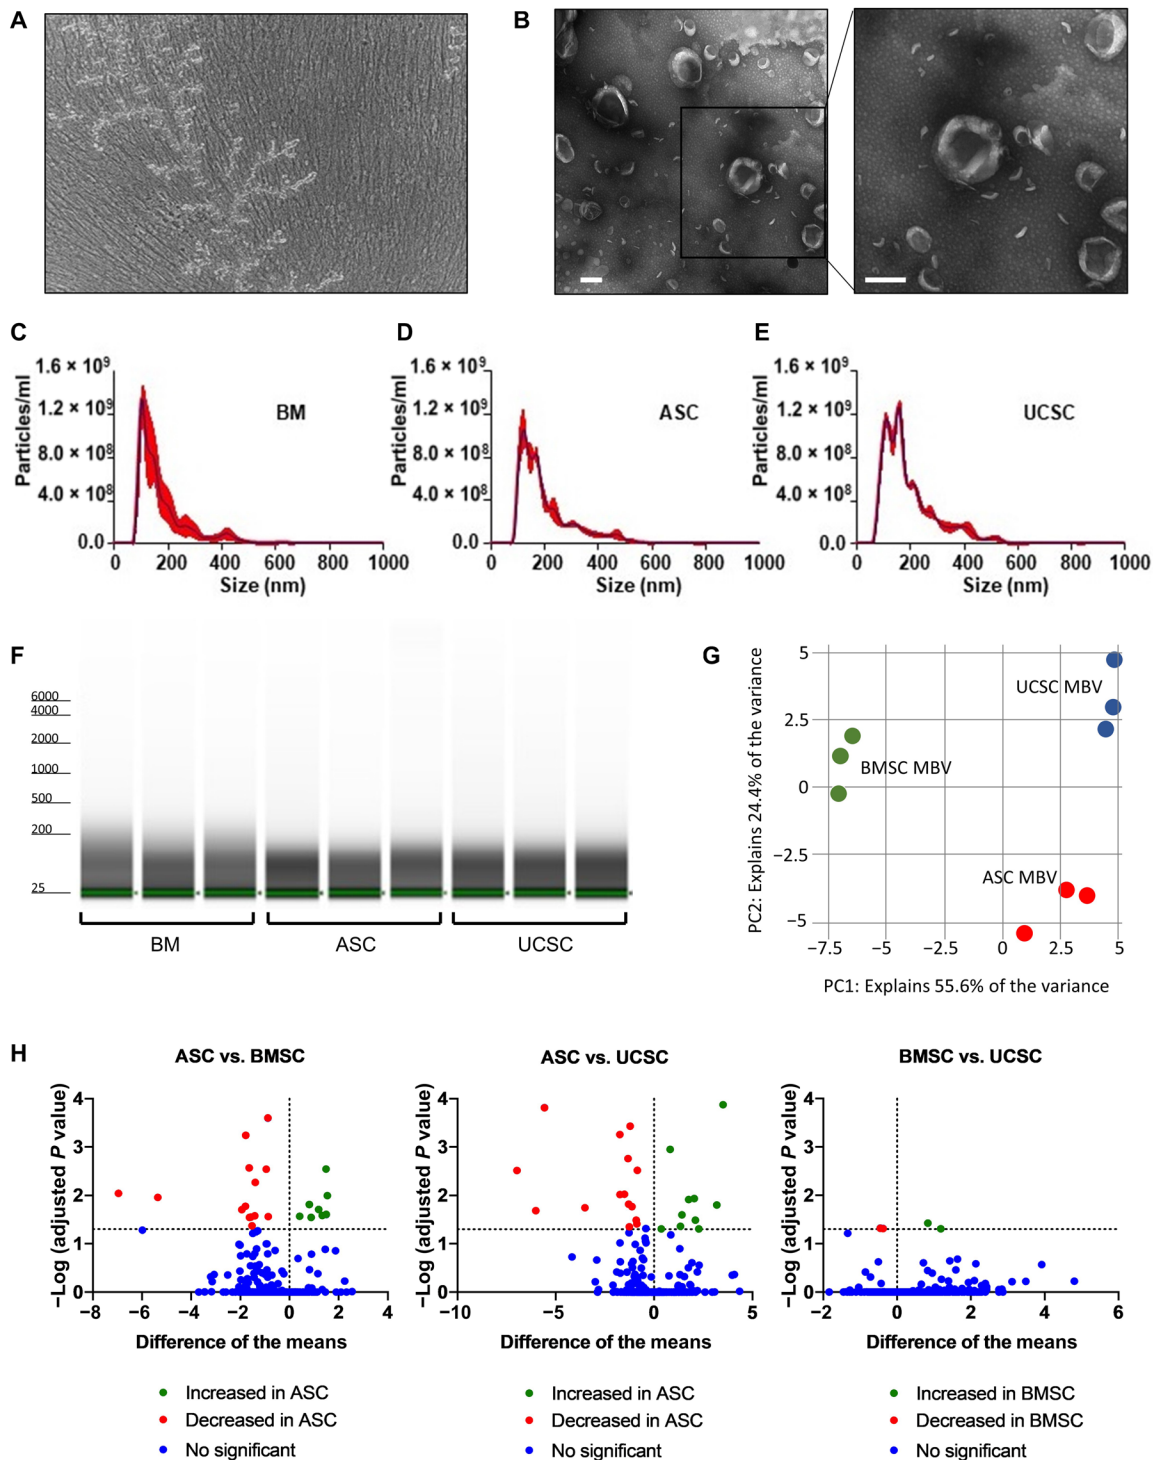 A
B
C
D
E
1.6 × 10⁹
1.2 × 10⁹
8.0 × 10⁸
4.0 × 10⁸
0.0
Particles/ml
BM
0 200 400 600 800 1000
Size (nm)
1.6 × 10⁹
1.2 × 10⁹
8.0 × 10⁸
4.0 × 10⁸
0.0
Particles/ml
ASC
0 200 400 600 800 1000
Size (nm)
1.6 × 10⁹
1.2 × 10⁹
8.0 × 10⁸
4.0 × 10⁸
0.0
Particles/ml
UCSC
0 200 400 600 800 1000
Size (nm)
F
6000
4000
2000
1000
500
200
25
BM
ASC
UCSC
G
PC2: Explains 24.4% of the variance
5
2.5
0
−2.5
−5
UCSC MBV
BMSC MBV
ASC MBV
−7.5 −5 −2.5 0 2.5 5
PC1: Explains 55.6% of the variance
H
ASC vs. BMSC
−Log (adjusted P value)
4
3
2
1
0
−8 −6 −4 −2 0 2 4
Difference of the means
Increased in ASC
Decreased in ASC
No significant
ASC vs. UCSC
−Log (adjusted P value)
4
3
2
1
0
−10 −5 0 5
Difference of the means
Increased in ASC
Decreased in ASC
No significant
BMSC vs. UCSC
−Log (adjusted P value)
4
3
2
1
0
−2 0 2 4 6
Difference of the means
Increased in BMSC
Decreased in BMSC
No significant